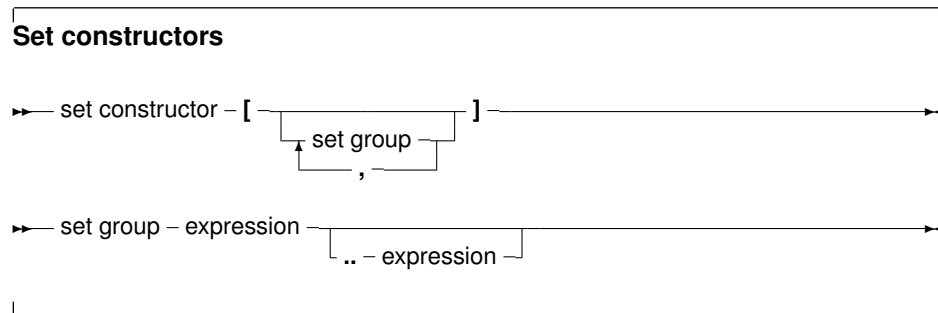 Set constructors
set constructor – [ ] –
set group –
, –
set group – expression –
.. – expression –